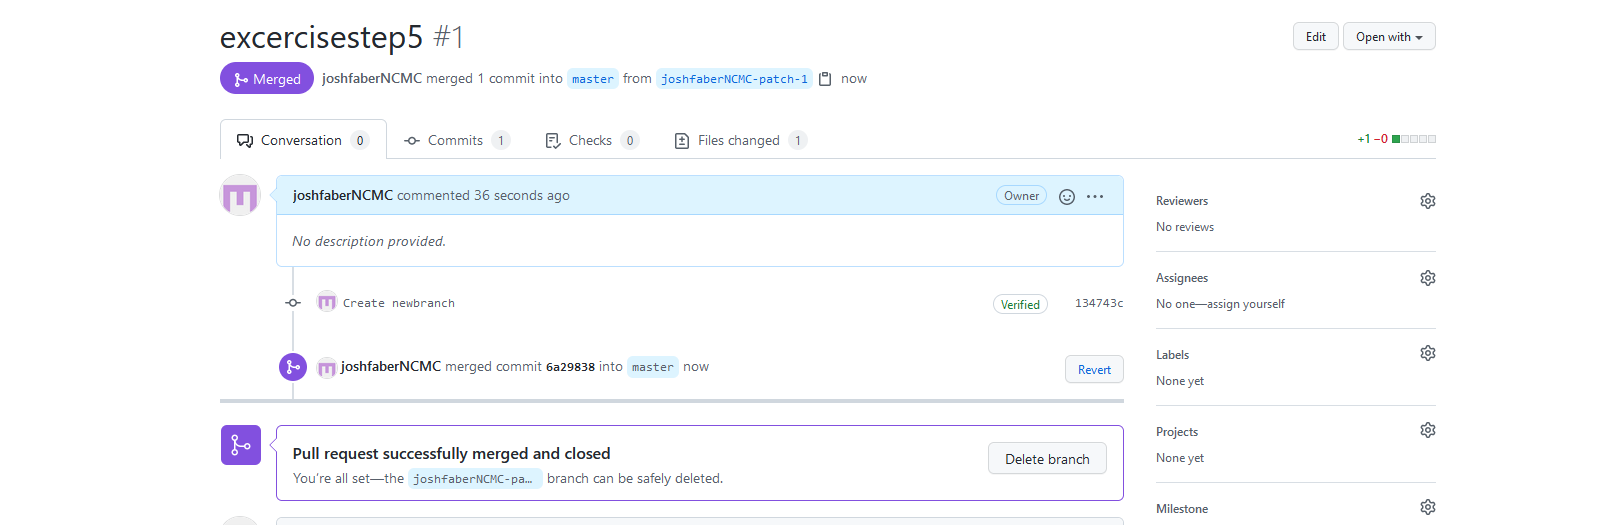 excercisestep5 #1
Edit
Open with
Merged
joshfaberNCMC merged 1 commit into master from joshfaberNCMC-patch-1 now
Conversation 0
Commits 1
Checks 0
Files changed 1
+1 −0
joshfaberNCMC commented 36 seconds ago
Owner
No description provided.
Create newbranch
Verified
134743c
joshfaberNCMC merged commit 6a29838 into master now
Revert
Pull request successfully merged and closed
You're all set—the joshfaberNCMC-pa… branch can be safely deleted.
Delete branch
Reviewers
No reviews
Assignees
No one—assign yourself
Labels
None yet
Projects
None yet
Milestone